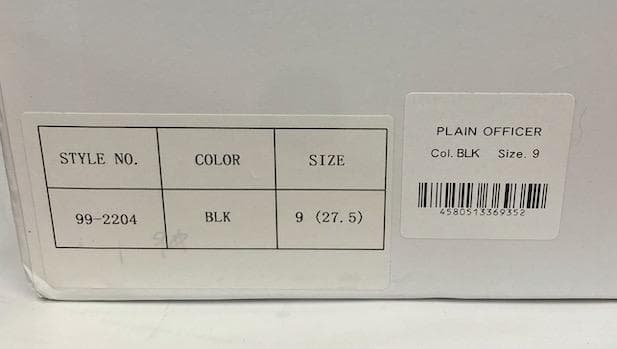 STYLE NO. COLOR SIZE
99-2204 BLK 9 (27.5)
PLAIN OFFICER
Col. BLK Size. 9
4580513369352